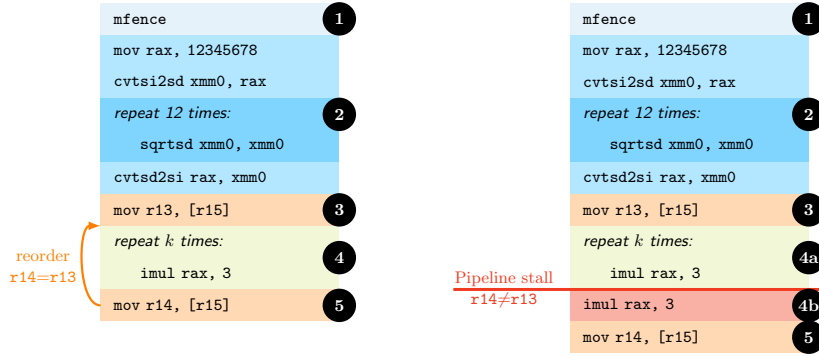 mfence
1
mov rax, 12345678
cvtsi2sd xmm0, rax
repeat 12 times:
2
sqrtsd xmm0, xmm0
cvtsd2si rax, xmm0
mov r13, [r15]
3
repeat k times:
4
imul rax, 3
mov r14, [r15]
5
reorder
r14=r13
mfence
1
mov rax, 12345678
cvtsi2sd xmm0, rax
repeat 12 times:
2
sqrtsd xmm0, xmm0
cvtsd2si rax, xmm0
mov r13, [r15]
3
repeat k times:
4a
imul rax, 3
Pipeline stall
r14≠r13
imul rax, 3
4b
mov r14, [r15]
5